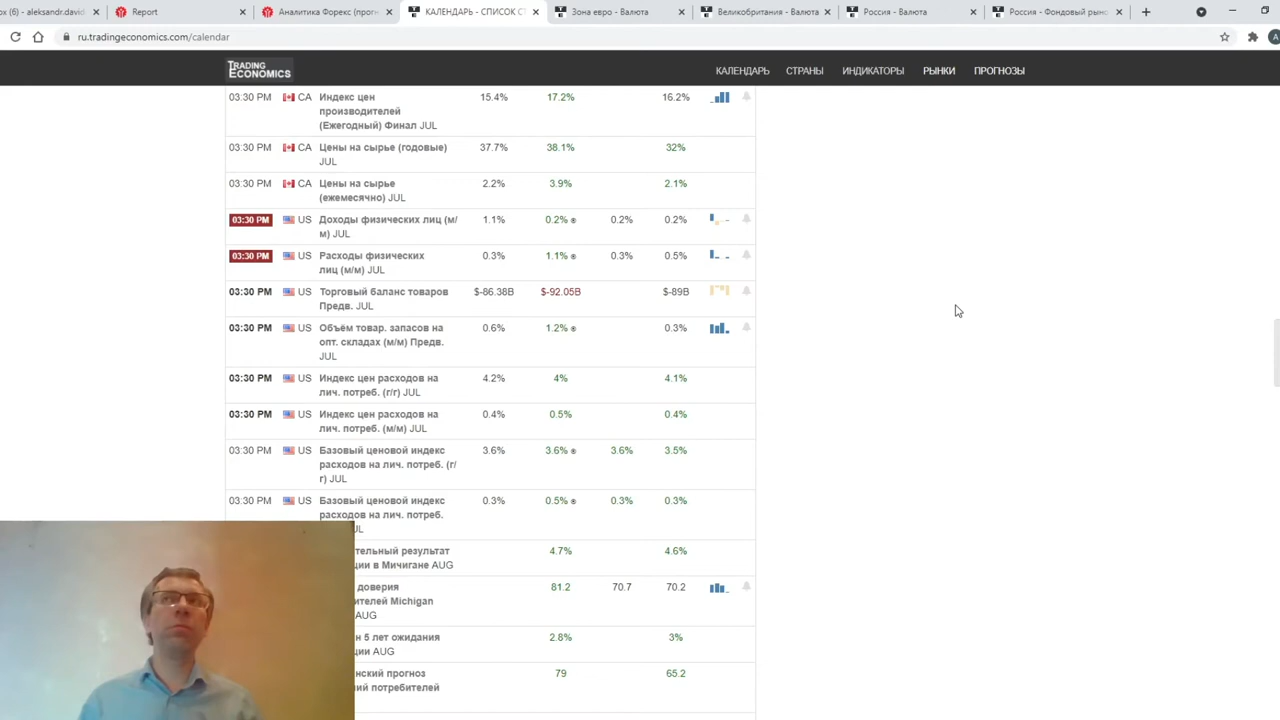 ox (6) - aleksandr.david
Report
Аналитика Форекс (прог
КАЛЕНДАРЬ - СПИСОК С
Зона евро - Валюта
Великобритания - Валюта
Россия - Валюта
Россия - Фондовый рын
ru.tradingeconomics.com/calendar
TRADING
ECONOMICS
КАЛЕНДАРЬ СТРАНЫ ИНДИКАТОРЫ РЫНКИ ПРОГНОЗЫ
03:30 PM CA Индекс цен 15.4% 17.2% 16.2%
производителей
(Ежегодный) Финал JUL
03:30 PM CA Цены на сырье (годовые) 37.7% 38.1% 32%
JUL
03:30 PM CA Цены на сырье 2.2% 3.9% 2.1%
(ежемесячно) JUL
03:30 PM US Доходы физических лиц (м/ 1.1% 0.2% ® 0.2% 0.2%
м) JUL
03:30 PM US Расходы физических 0.3% 1.1% ® 0.3% 0.5%
лиц (м/м) JUL
03:30 PM US Торговый баланс товаров $-86.38B $-92.05B $-89B
Предв. JUL
03:30 PM US Объём товар. запасов на 0.6% 1.2% ® 0.3%
опт. складах (м/м) Предв.
JUL
03:30 PM US Индекс цен расходов на 4.2% 4% 4.1%
лич. потреб. (г/г) JUL
03:30 PM US Индекс цен расходов на 0.4% 0.5% 0.4%
лич. потреб. (м/м) JUL
03:30 PM US Базовый ценовой индекс 3.6% 3.6% ® 3.6% 3.5%
расходов на лич. потреб. (г/
г) JUL
03:30 PM US Базовый ценовой индекс 0.3% 0.5% ® 0.3% 0.3%
расходов на лич. потреб.
UL
тельный результат 4.7% 4.6%
ции в Мичигане AUG
доверия 81.2 70.7 70.2
ителей Michigan
AUG
н 5 лет ожидания 2.8% 3%
ции AUG
нский прогноз 79 65.2
ий потребителей